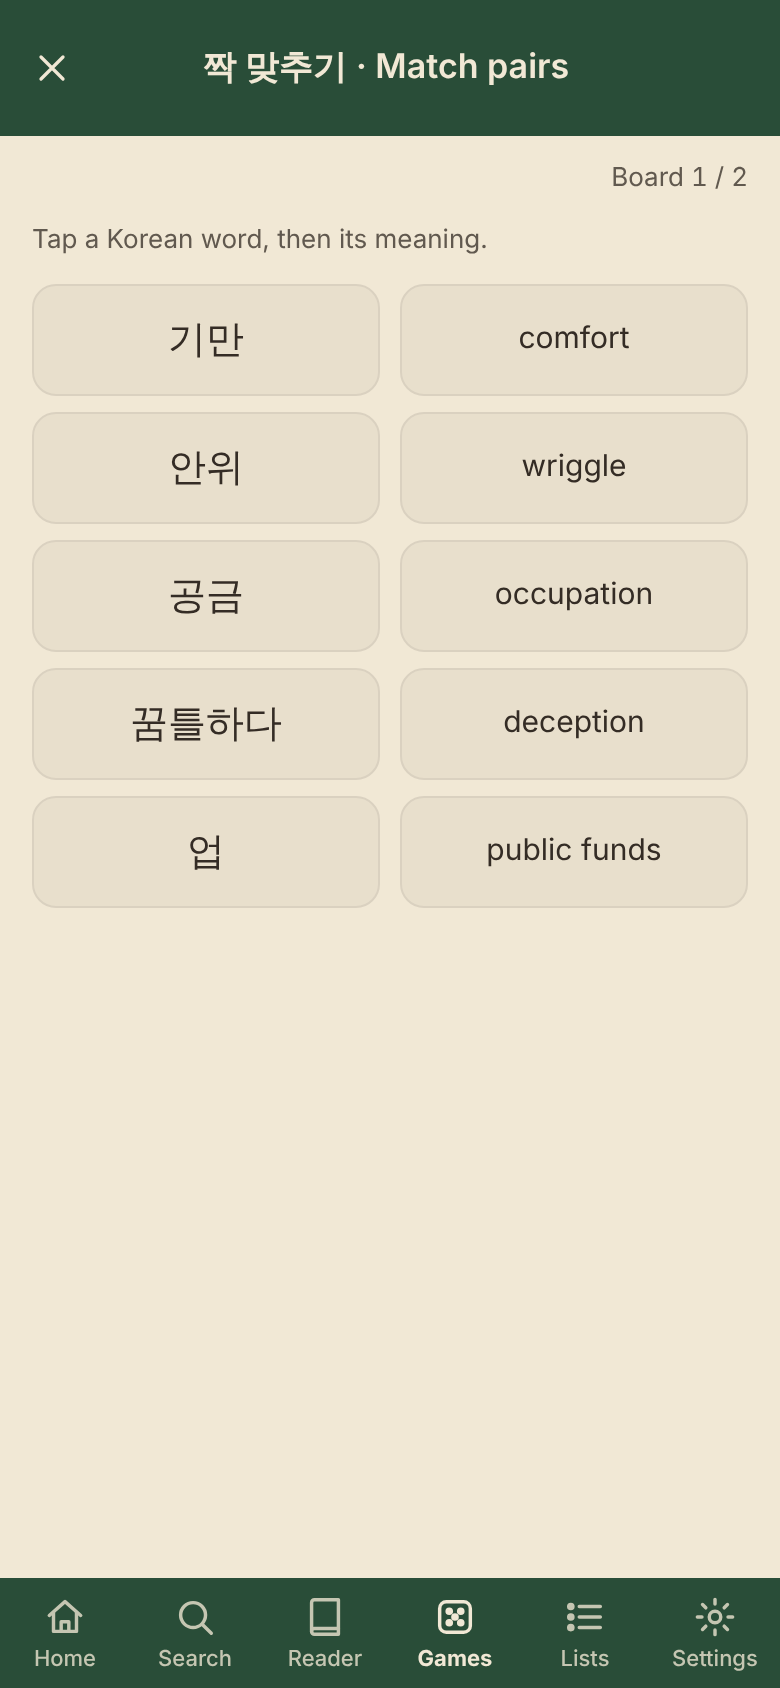 짝 맞추기 · Match pairs
Board 1 / 2
Tap a Korean word, then its meaning.
기만
comfort
안위
wriggle
공금
occupation
꿈틀하다
deception
업
public funds
Home
Search
Reader
Games
Lists
Settings